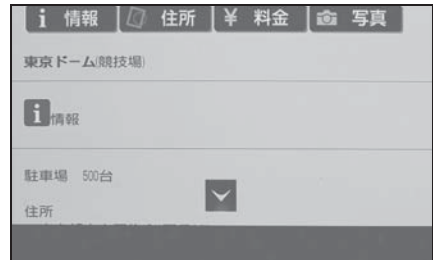 i 情報 住所 ¥ 料金 写真
東京ドーム(競技場)
i 情報
駐車場 500台
住所